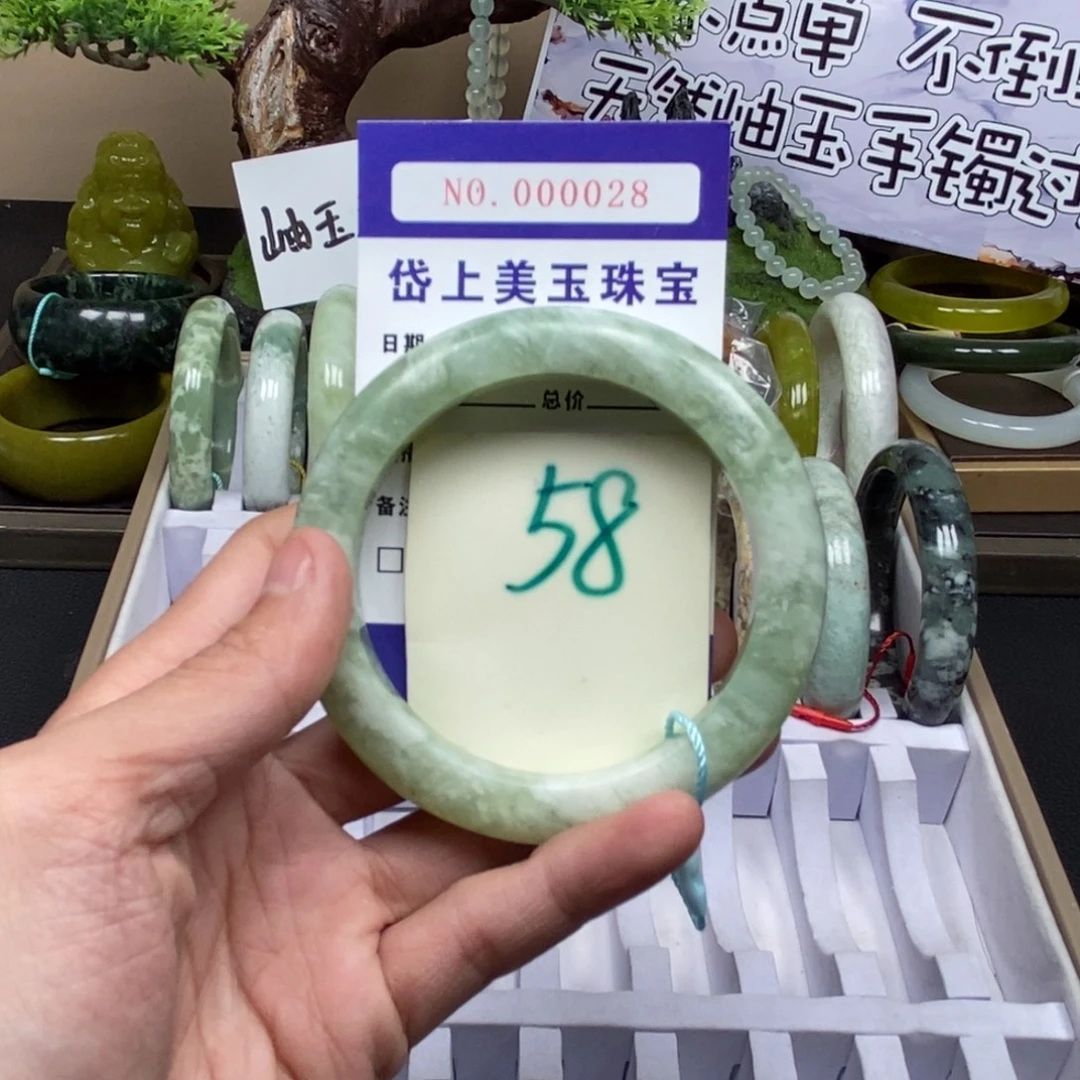 点单 不倒
天然岫玉手镯
岫玉
NO.000028
岱上美玉珠宝
日期
总价
备注
58